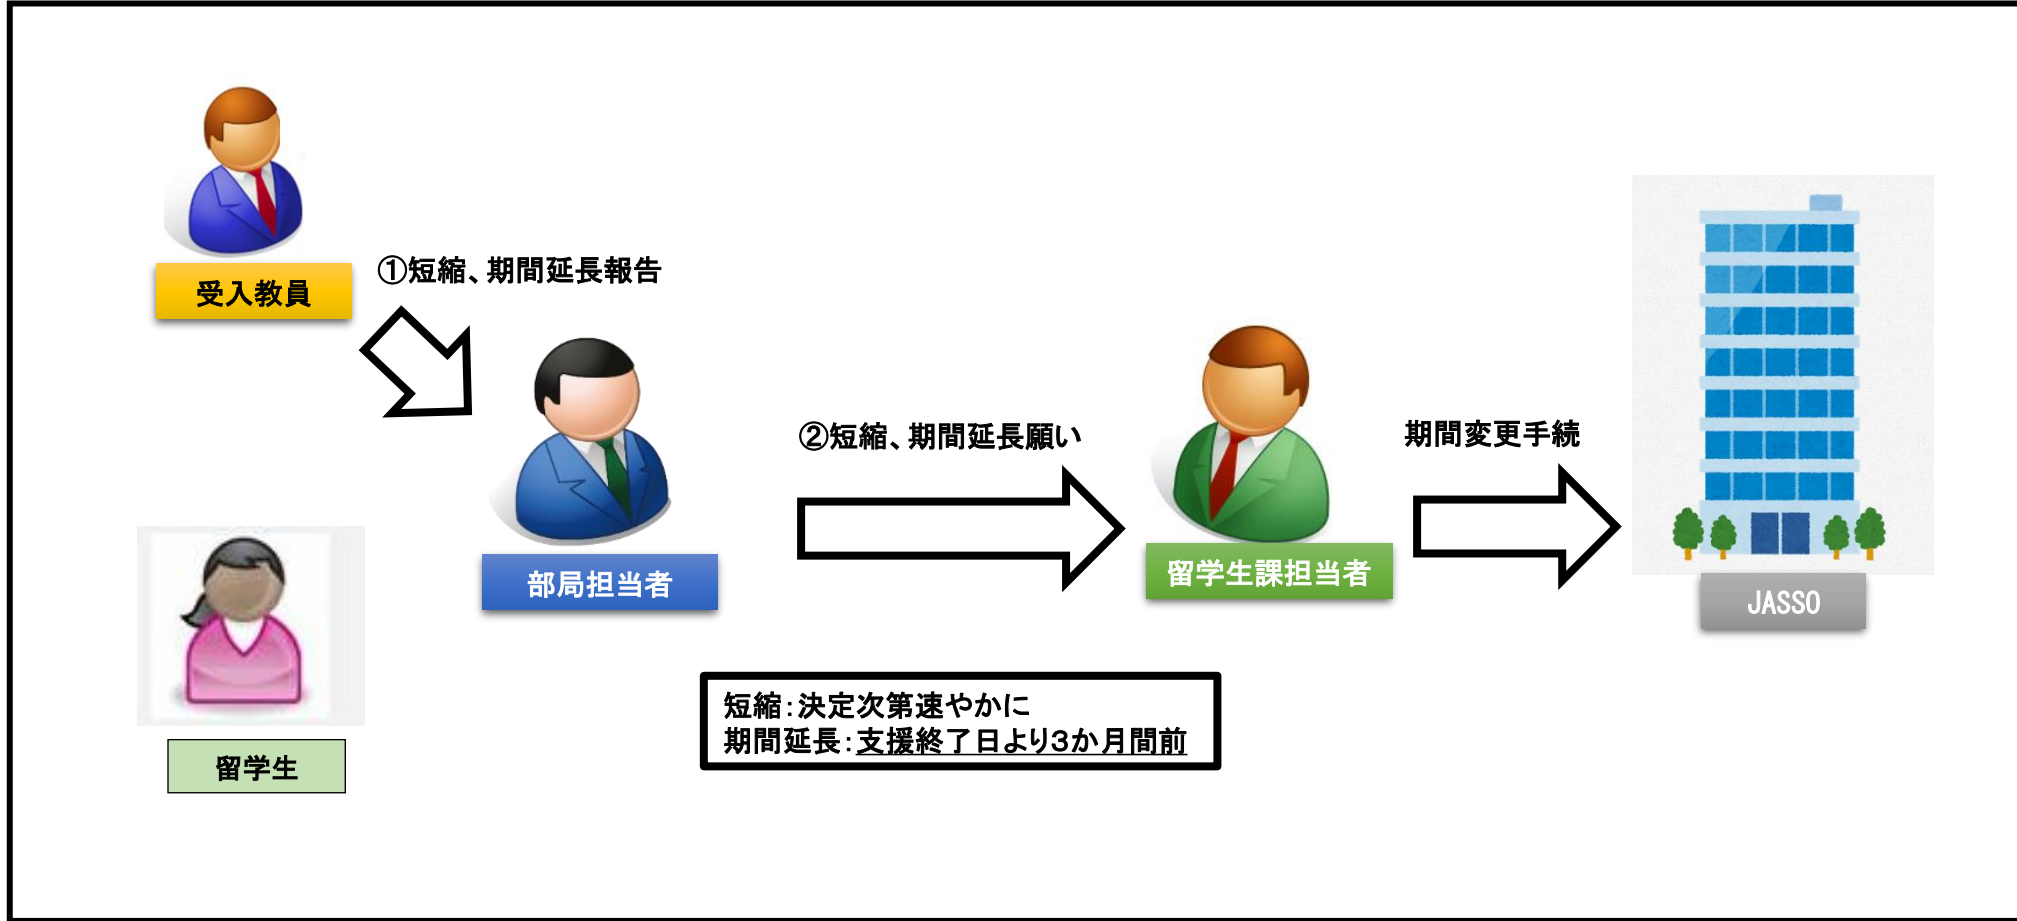 受入教員
①短縮、期間延長報告
②短縮、期間延長願い
期間変更手続
部局担当者
留学生課担当者
JASSO
短縮：決定次第速やかに
期間延長：支援終了日より3か月間前
留学生